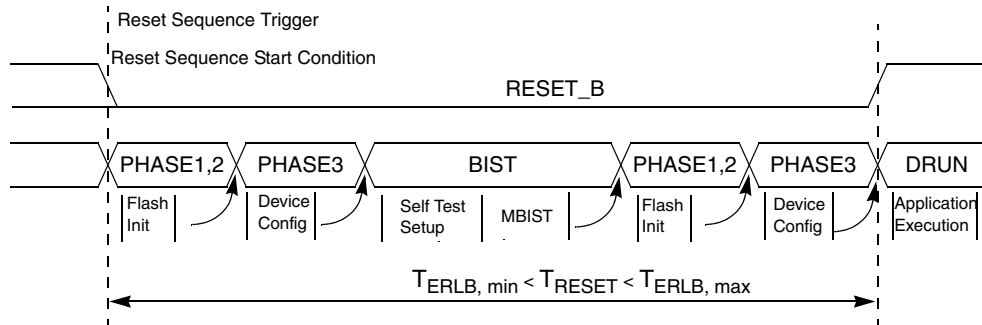 Reset Sequence Trigger
Reset Sequence Start Condition
RESET_B
PHASE1,2 PHASE3 BIST PHASE1,2 PHASE3 DRUN
Flash Init
Device Config
Self Test Setup
MBIST
Flash Init
Device Config
Application Execution
TERLB, min < TRESET < TERLB, max